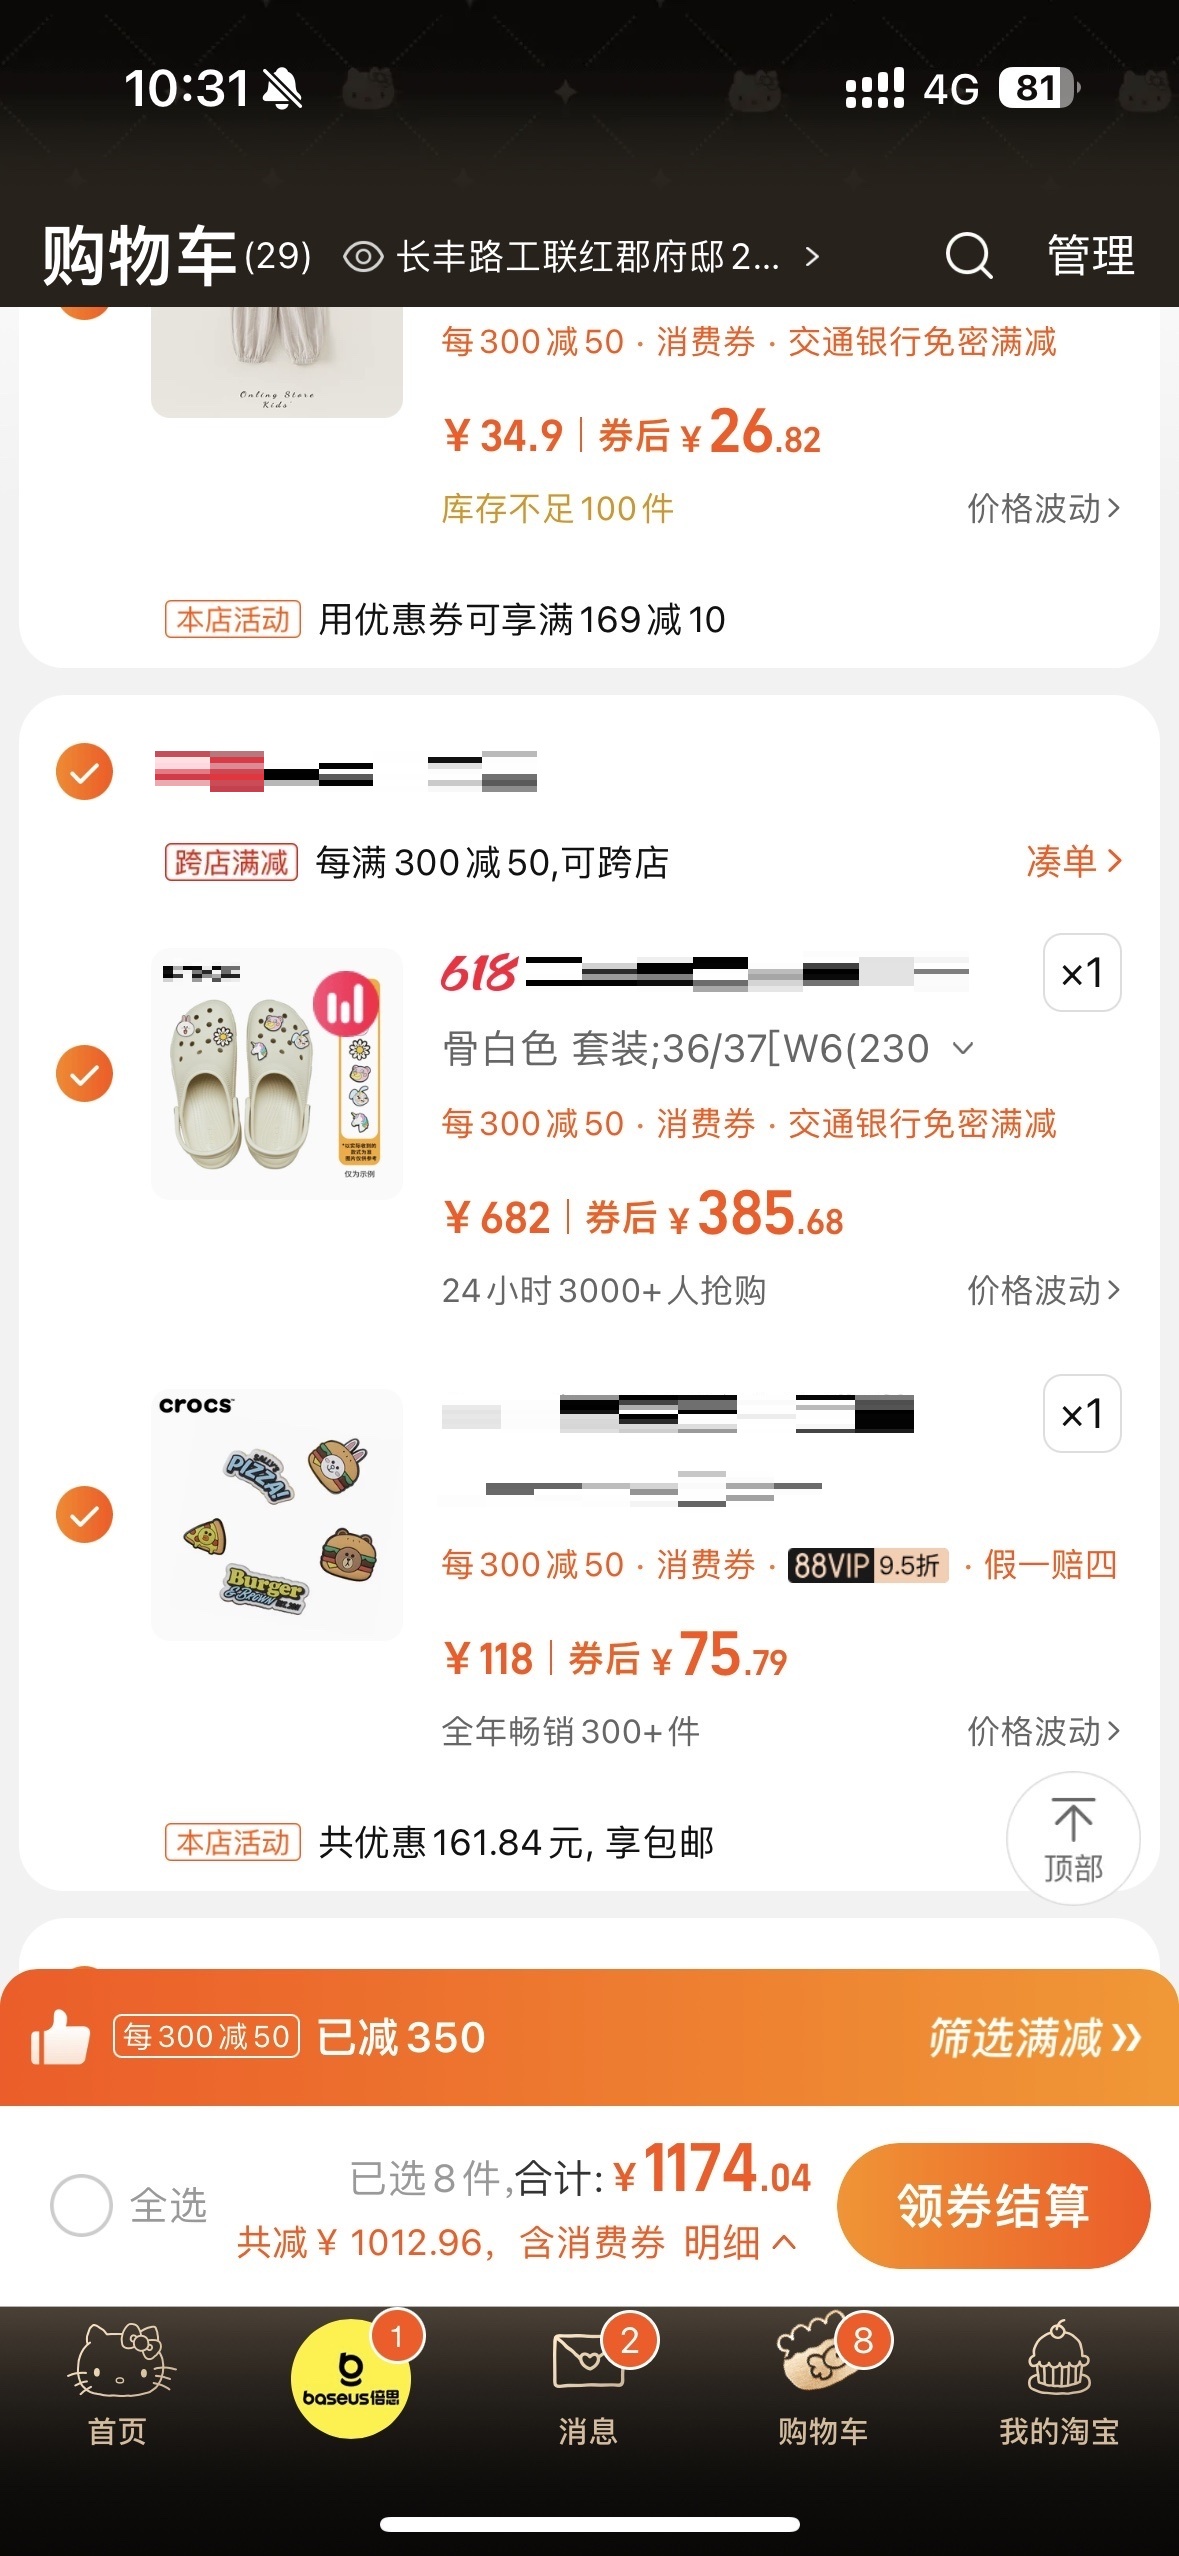 10:31
4G
81
购物车(29)
长丰路工联红郡府邸2...
管理
Online Store
Kids
每300减50 · 消费券 · 交通银行免密满减
¥34.9 | 券后 ¥26.82
库存不足100件
价格波动
本店活动 用优惠券可享满169减10
跨店满减 每满300减50,可跨店
凑单
618
×1
骨白色 套装;36/37[W6(230
每300减50 · 消费券 · 交通银行免密满减
仅为示例
¥682 | 券后 ¥385.68
24小时3000+人抢购
价格波动
crocs
×1
PIZZA!
Burger
&BROWN
每300减50 · 消费券 · 88VIP 9.5折 · 假一赔四
¥118 | 券后 ¥75.79
全年畅销300+件
价格波动
本店活动 共优惠161.84元, 享包邮
顶部
每300减50 已减350
筛选满减
全选
已选8件,合计:¥1174.04
共减¥ 1012.96, 含消费券 明细
领券结算
1
2
8
baseus倍思
首页
消息
购物车
我的淘宝